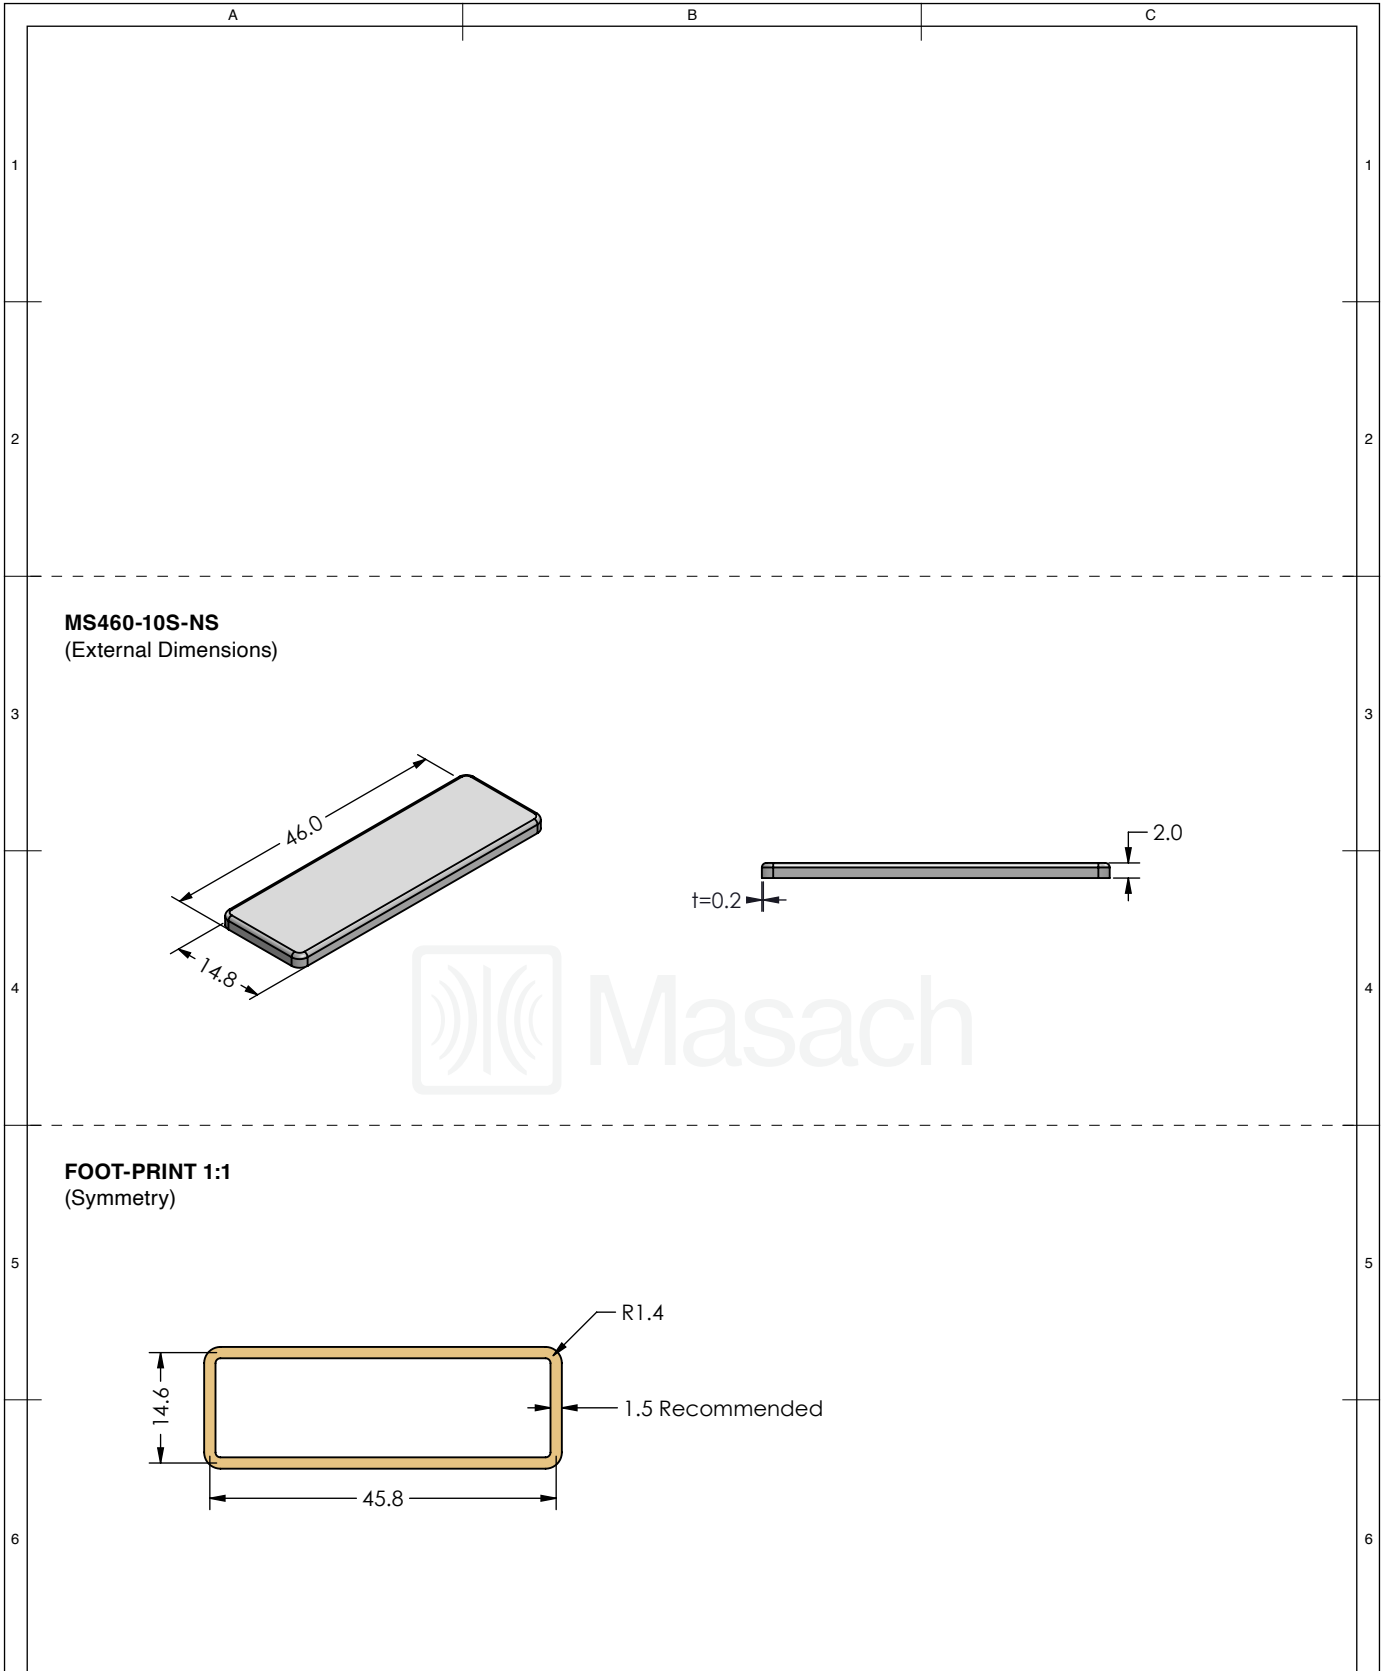 A B C
1 1
2 2
MS460-10S-NS
(External Dimensions)
3 3
46.0
14.8
2.0
t=0.2
4 4
Masach
FOOT-PRINT 1:1
(Symmetry)
5 5
R1.4
14.6
1.5 Recommended
45.8
6 6